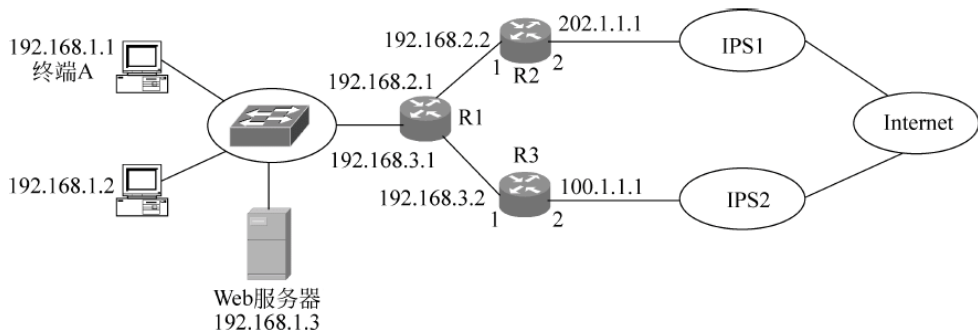 192.168.1.1
终端A
192.168.1.2
Web服务器
192.168.1.3
192.168.2.1
R1
192.168.3.1
192.168.2.2
1
R2
2
202.1.1.1
IPS1
R3
192.168.3.2
1
2
100.1.1.1
IPS2
Internet